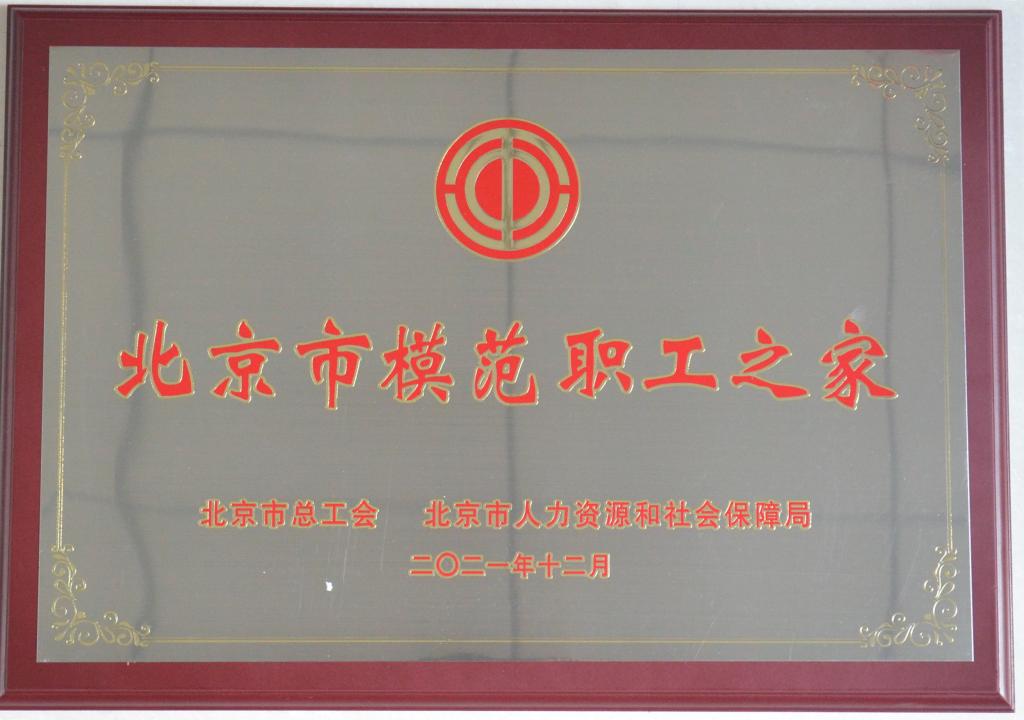 北京市模范职工之家
北京市总工会 北京市人力资源和社会保障局
二〇二一年十二月